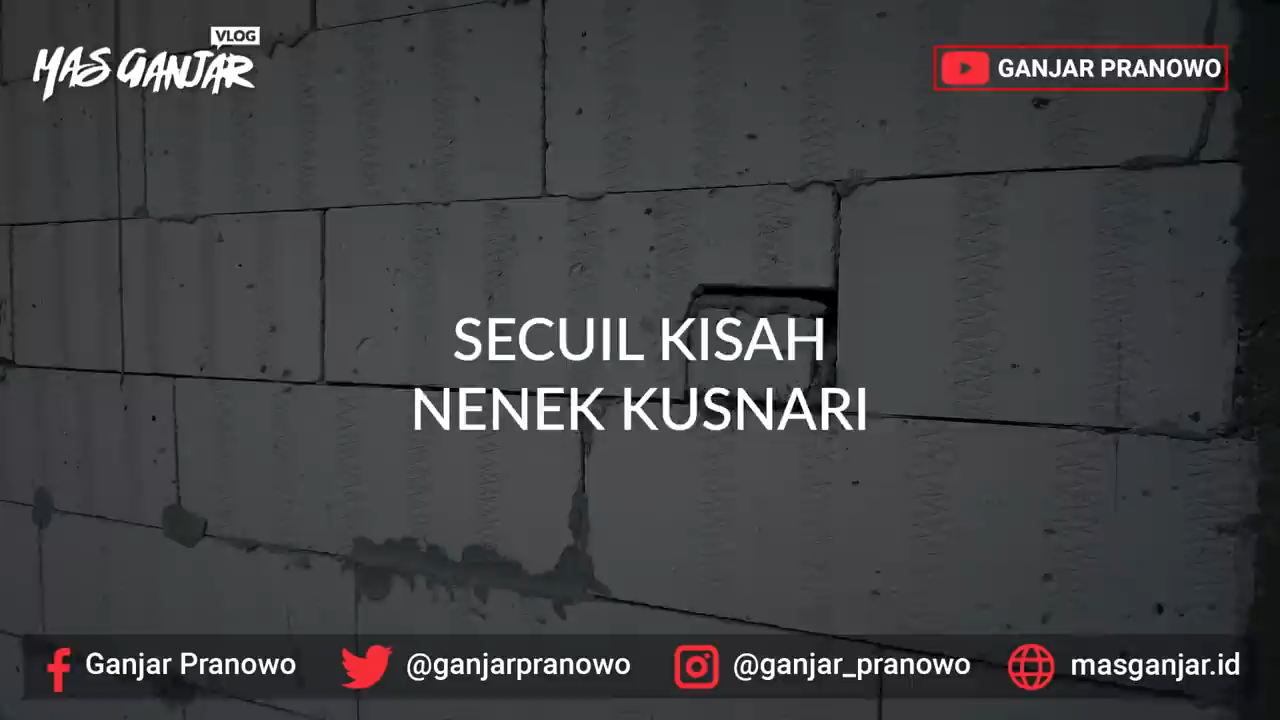 VLOG
MAS GANJAR
GANJAR PRANOWO
SECUIL KISAH
NENEK KUSNARI
Ganjar Pranowo
@ganjarpranowo
@ganjar_pranowo
masganjar.id